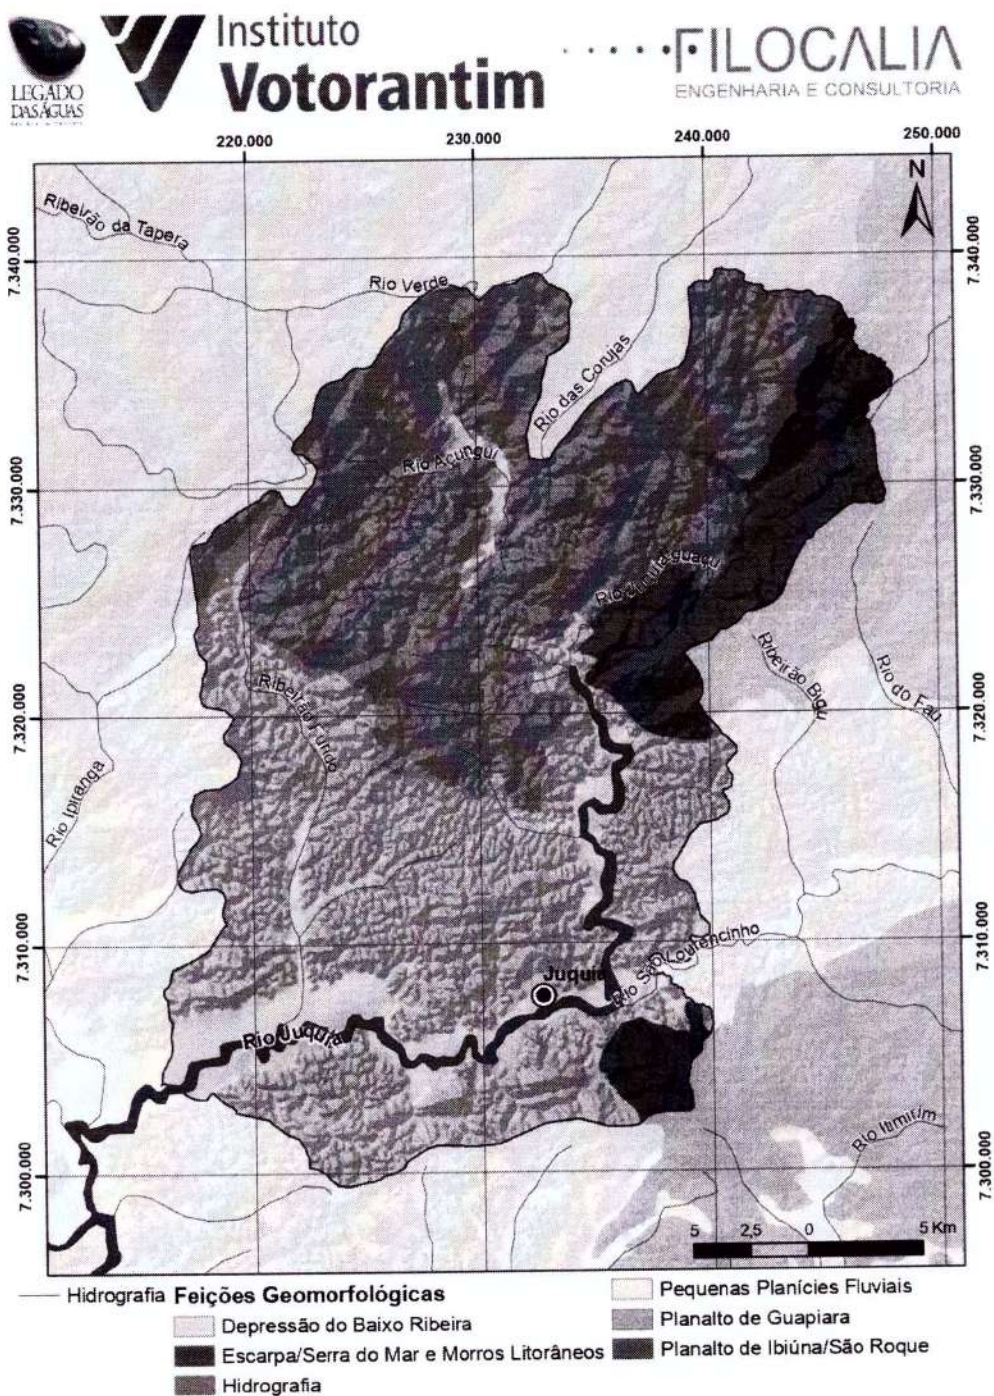 LEGADO
DAS ÁGUAS
Instituto
Votorantim
FILOCALIA
ENGENHARIA E CONSULTORIA
220.000 230.000 240.000 250.000
N
7.340.000 7.340.000
7.330.000 7.330.000
7.320.000 7.320.000
7.310.000 7.310.000
7.300.000 7.300.000
Ribeirão da Tapera
Rio Verde
Rio das Corujas
Rio Açungui
Rio Juquiá-guaçu
Ribeirão Bigu
Rio do Fau
Ribeirão Fundo
Rio Ipiranga
Rio São Lourencinho
Juquiá
Rio Juquiá
Rio Itimirim
5 2,5 0 5 Km
Hidrografia Feições Geomorfológicas
Depressão do Baixo Ribeira
Escarpa/Serra do Mar e Morros Litorâneos
Hidrografia
Pequenas Planícies Fluviais
Planalto de Guapiara
Planalto de Ibiúna/São Roque